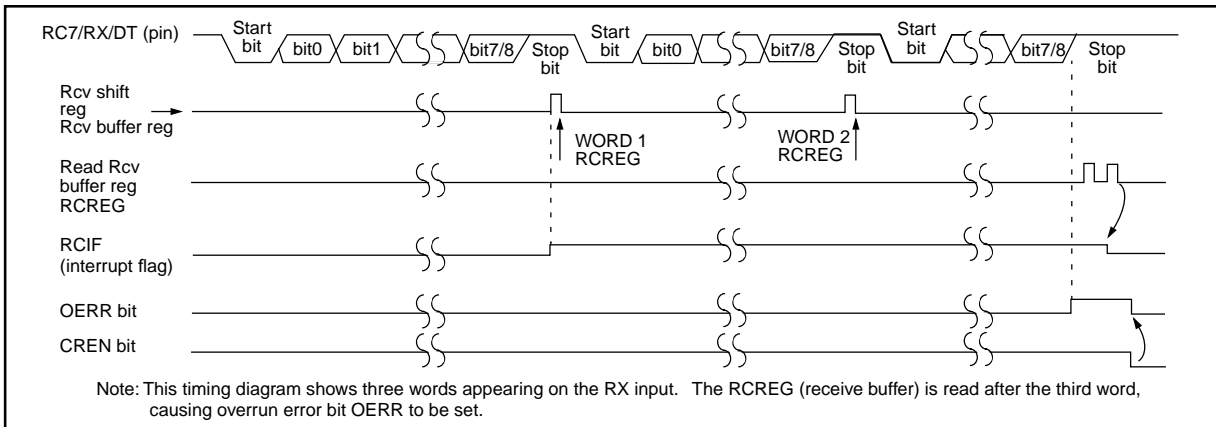 RC7/RX/DT (pin)
Start
bit
bit0
bit1
bit7/8
Stop
bit
Start
bit
bit0
bit7/8
Stop
bit
Start
bit
bit7/8
Stop
bit
Rcv shift
reg
Rcv buffer reg
WORD 1
RCREG
WORD 2
RCREG
Read Rcv
buffer reg
RCREG
RCIF
(interrupt flag)
OERR bit
CREN bit
Note: This timing diagram shows three words appearing on the RX input. The RCREG (receive buffer) is read after the third word,
causing overrun error bit OERR to be set.